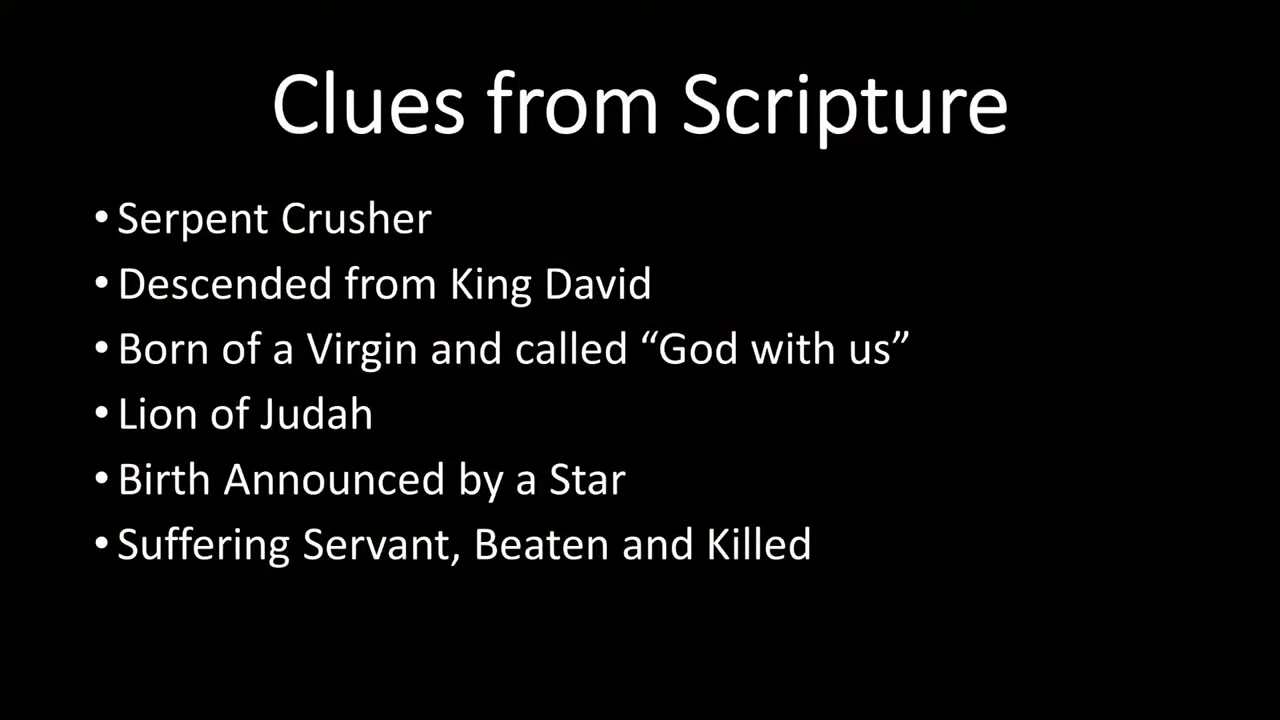 Clues from Scripture
• Serpent Crusher
• Descended from King David
• Born of a Virgin and called “God with us”
• Lion of Judah
• Birth Announced by a Star
• Suffering Servant, Beaten and Killed